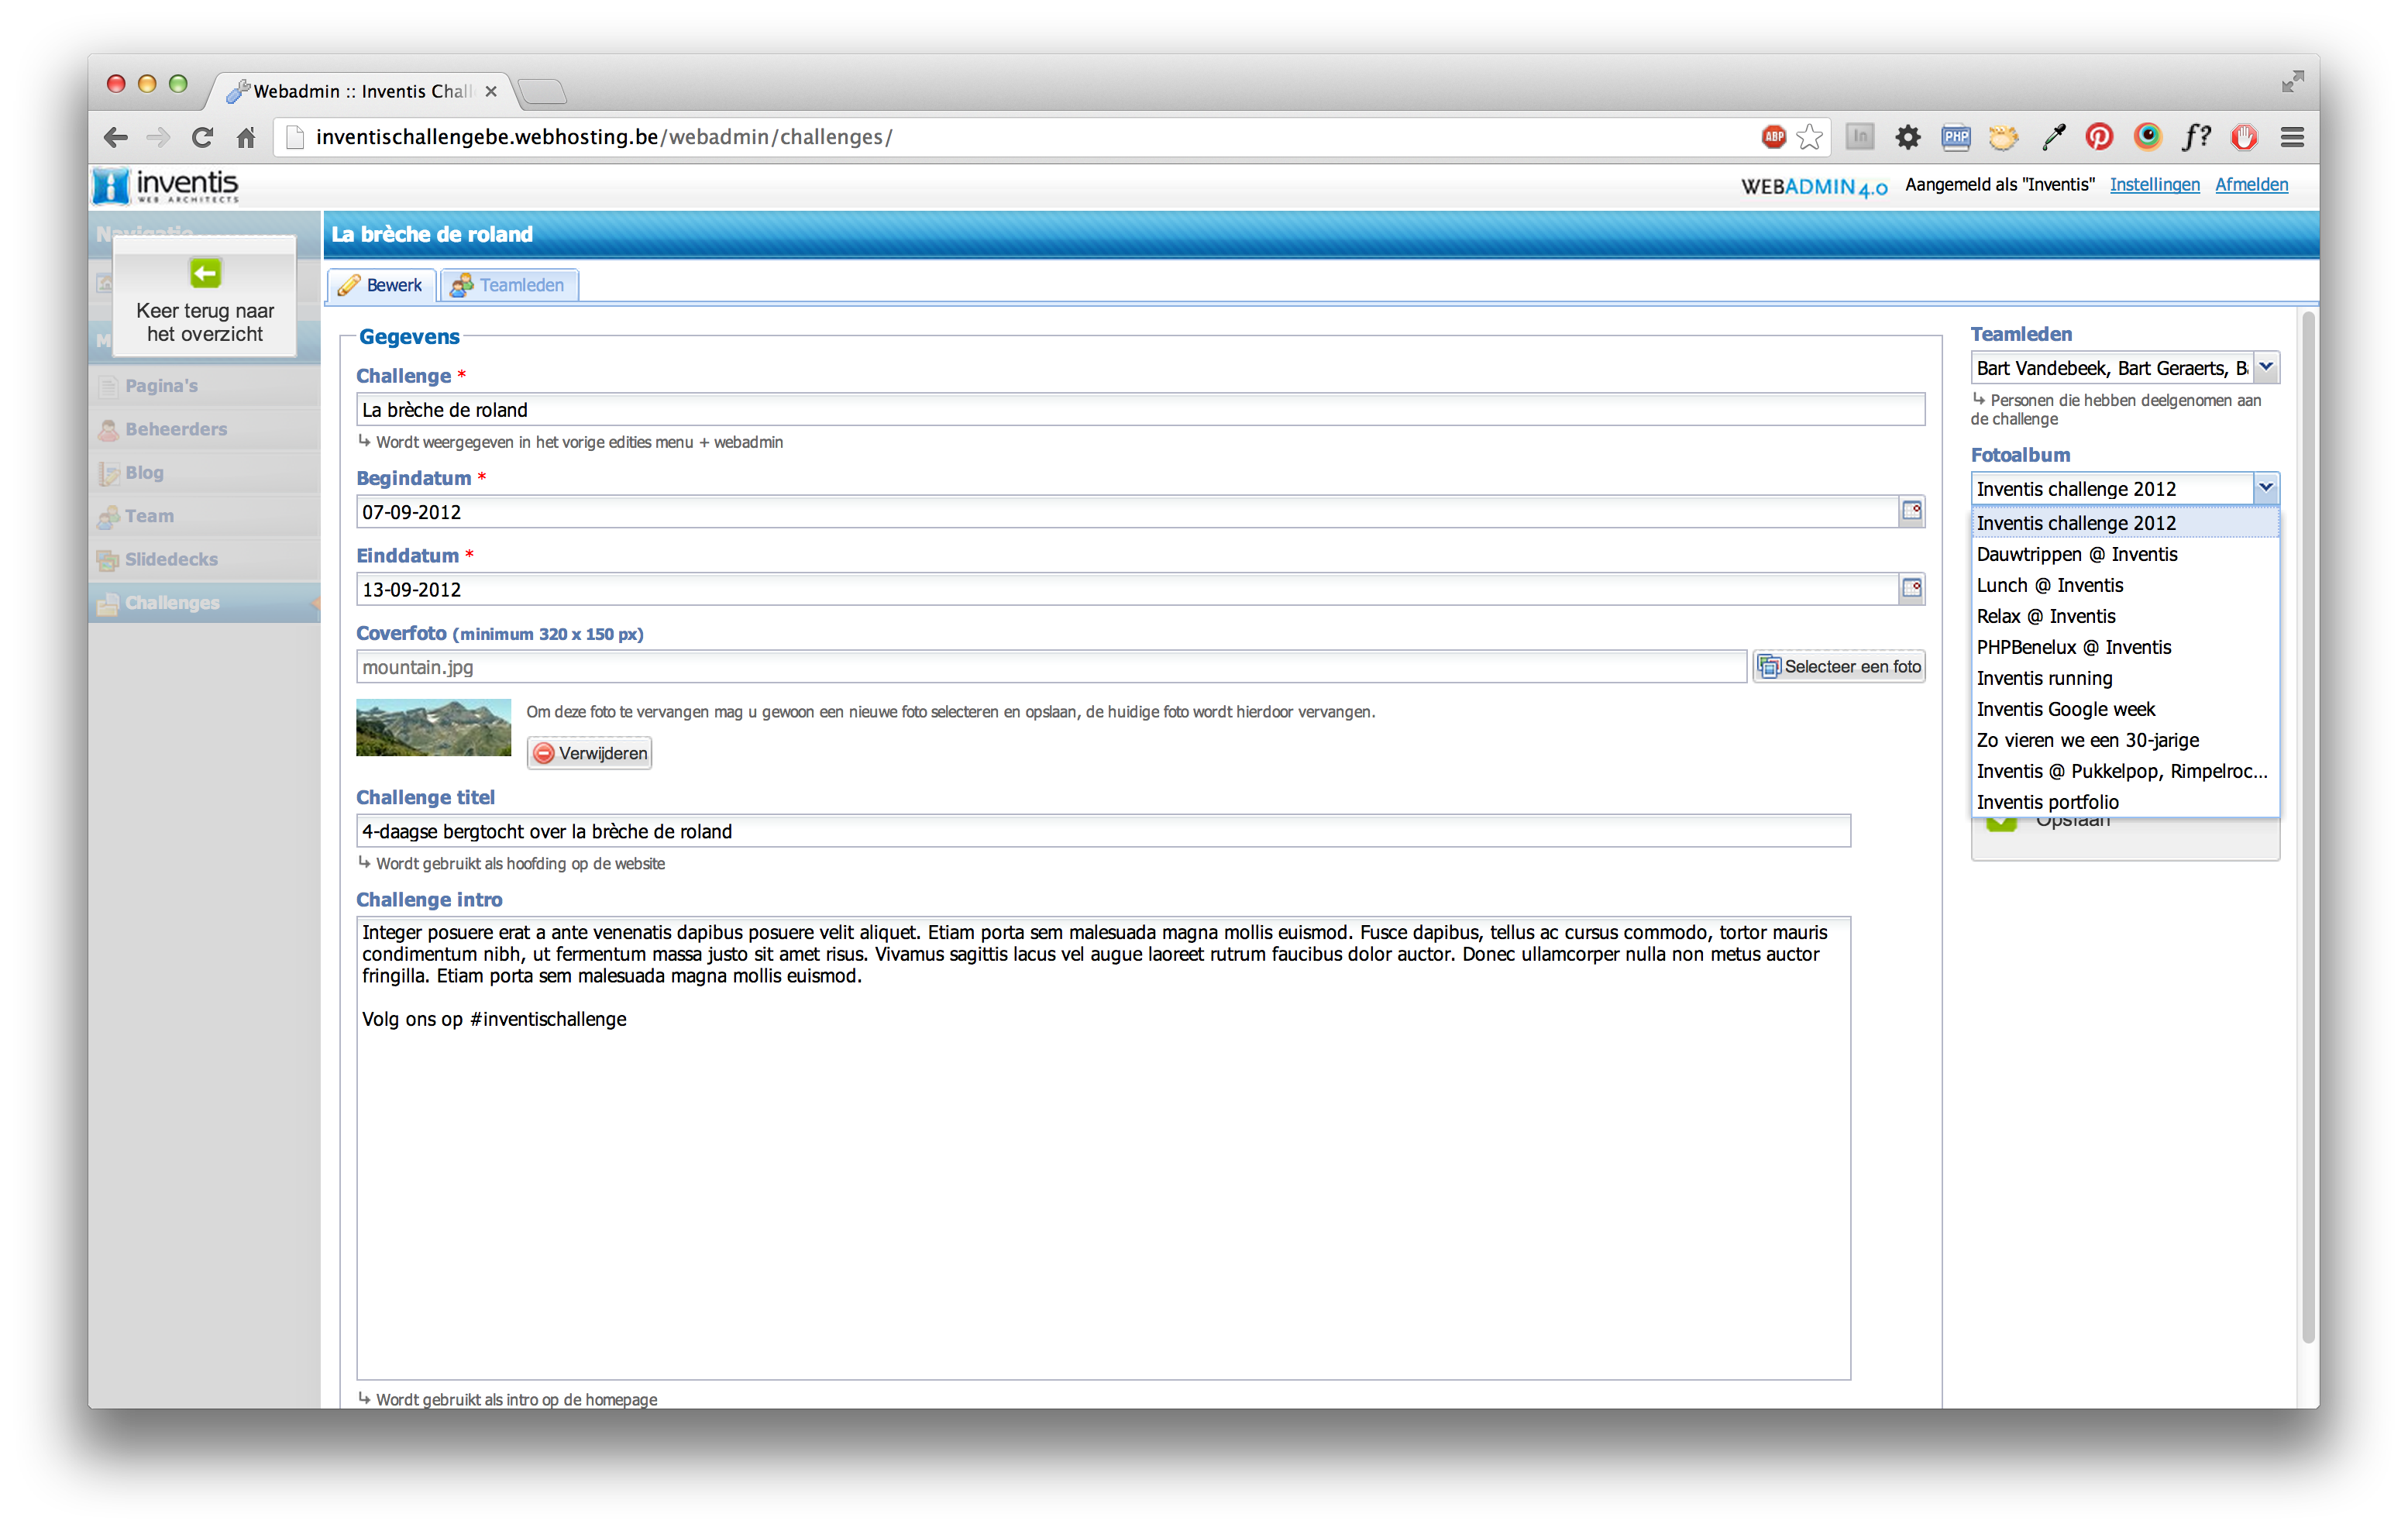 Webadmin :: Inventis Chall
inventischallengebe.webhosting.be/webadmin/challenges/
ABP
In
PHP
f?
inventis
WEB ARCHITECTS
WEBADMIN 4.0
Aangemeld als "Inventis"
Instellingen
Afmelden
Navigatie
Keer terug naar
het overzicht
M
Pagina's
Beheerders
Blog
Team
Slidedecks
Challenges
La brèche de roland
Bewerk
Teamleden
Gegevens
Challenge *
La brèche de roland
↳ Wordt weergegeven in het vorige edities menu + webadmin
Begindatum *
07-09-2012
Einddatum *
13-09-2012
Coverfoto (minimum 320 x 150 px)
mountain.jpg
Selecteer een foto
Om deze foto te vervangen mag u gewoon een nieuwe foto selecteren en opslaan, de huidige foto wordt hierdoor vervangen.
Verwijderen
Challenge titel
4-daagse bergtocht over la brèche de roland
↳ Wordt gebruikt als hoofding op de website
Challenge intro
Integer posuere erat a ante venenatis dapibus posuere velit aliquet. Etiam porta sem malesuada magna mollis euismod. Fusce dapibus, tellus ac cursus commodo, tortor mauris
condimentum nibh, ut fermentum massa justo sit amet risus. Vivamus sagittis lacus vel augue laoreet rutrum faucibus dolor auctor. Donec ullamcorper nulla non metus auctor
fringilla. Etiam porta sem malesuada magna mollis euismod.
Volg ons op #inventischallenge
↳ Wordt gebruikt als intro op de homepage
Teamleden
Bart Vandebeek, Bart Geraerts, B
↳ Personen die hebben deelgenomen aan
de challenge
Fotoalbum
Inventis challenge 2012
Inventis challenge 2012
Dauwtrippen @ Inventis
Lunch @ Inventis
Relax @ Inventis
PHPBenelux @ Inventis
Inventis running
Inventis Google week
Zo vieren we een 30-jarige
Inventis @ Pukkelpop, Rimpelroc...
Inventis portfolio
Opslaan